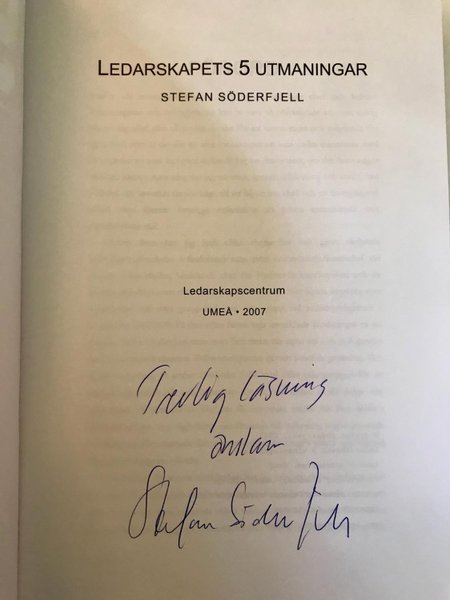 LEDARSKAPETS 5 UTMANINGAR
STEFAN SÖDERFJELL
Ledarskapscentrum
UMEÅ • 2007
Trevlig läsning
önskar
Stefan Söderfjell